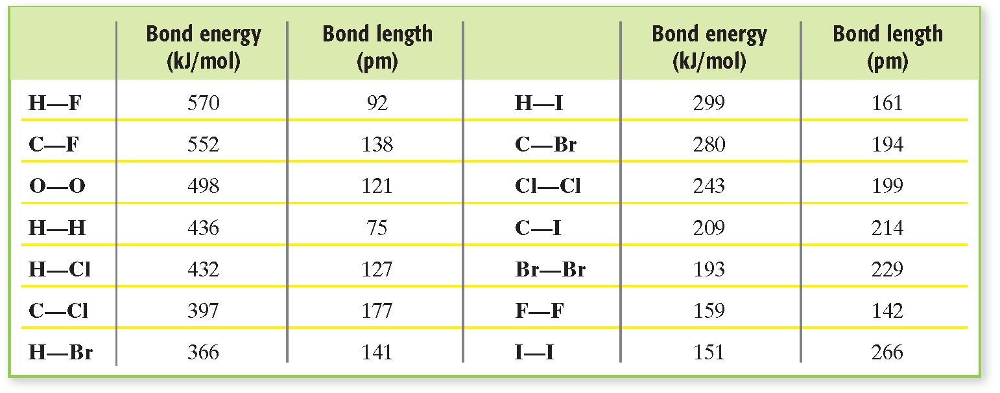 Bond energy (kJ/mol) Bond length (pm) Bond energy (kJ/mol) Bond length (pm)
H—F 570 92 H—I 299 161
C—F 552 138 C—Br 280 194
O—O 498 121 Cl—Cl 243 199
H—H 436 75 C—I 209 214
H—Cl 432 127 Br—Br 193 229
C—Cl 397 177 F—F 159 142
H—Br 366 141 I—I 151 266